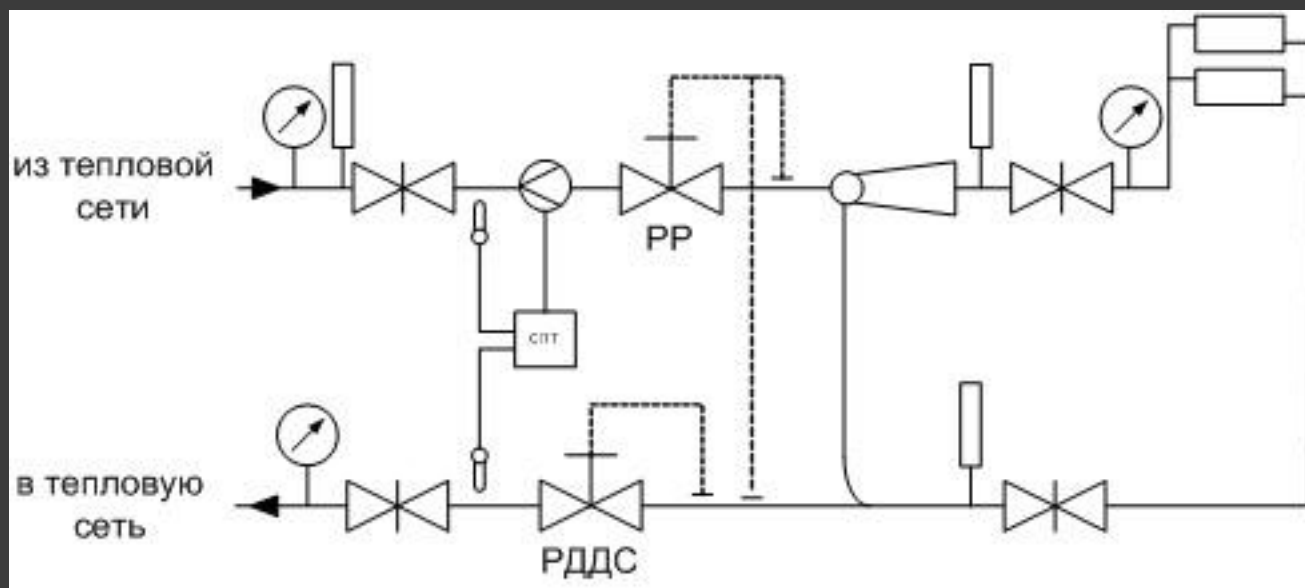 из тепловой
сети
РР
СПТ
в тепловую
сеть
РДДС